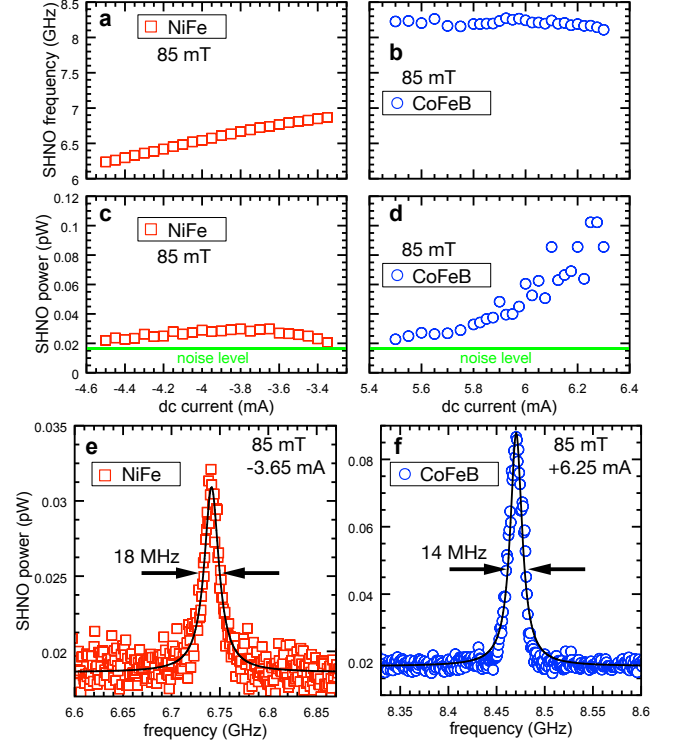 a
NiFe
85 mT
SHNO frequency (GHz)
8.5
8
7
6.5
6
b
85 mT
CoFeB
c
NiFe
85 mT
SHNO power (pW)
0.12
0.1
0.08
0.06
0.04
0.02
0
noise level
-4.6 -4.4 -4.2 -4 -3.8 -3.6 -3.4
dc current (mA)
d
85 mT
CoFeB
noise level
5.4 5.6 5.8 6 6.2 6.4
dc current (mA)
e
NiFe
85 mT
-3.65 mA
18 MHz
SHNO power (pW)
0.035
0.03
0.025
0.02
6.6 6.65 6.7 6.75 6.8 6.85
frequency (GHz)
f
CoFeB
85 mT
+6.25 mA
14 MHz
0.08
0.06
0.04
0.02
8.35 8.4 8.45 8.5 8.55 8.6
frequency (GHz)